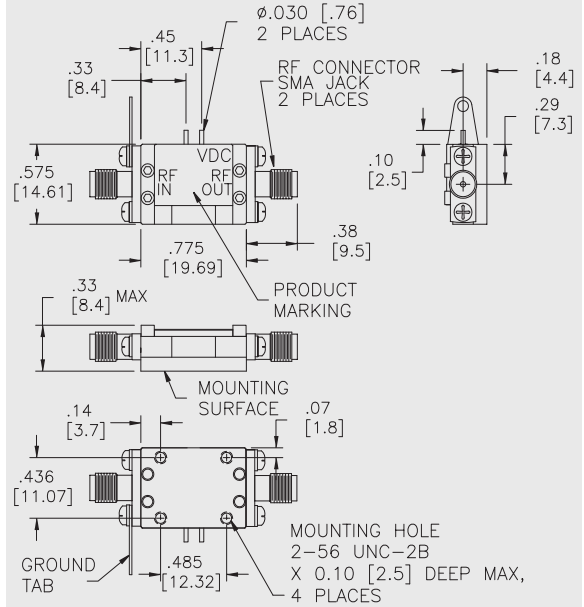 ø.030 [.76]
2 PLACES
.45
[11.3]
.33
[8.4]
RF CONNECTOR
SMA JACK
2 PLACES
.18
[4.4]
.29
[7.3]
.10
[2.5]
VDC
RF
IN
RF
OUT
.575
[14.61]
.775
[19.69]
.38
[9.5]
PRODUCT
MARKING
.33
[8.4] MAX
MOUNTING
SURFACE
.14
[3.7]
.07
[1.8]
.436
[11.07]
GROUND
TAB
.485
[12.32]
MOUNTING HOLE
2-56 UNC-2B
X 0.10 [2.5] DEEP MAX,
4 PLACES